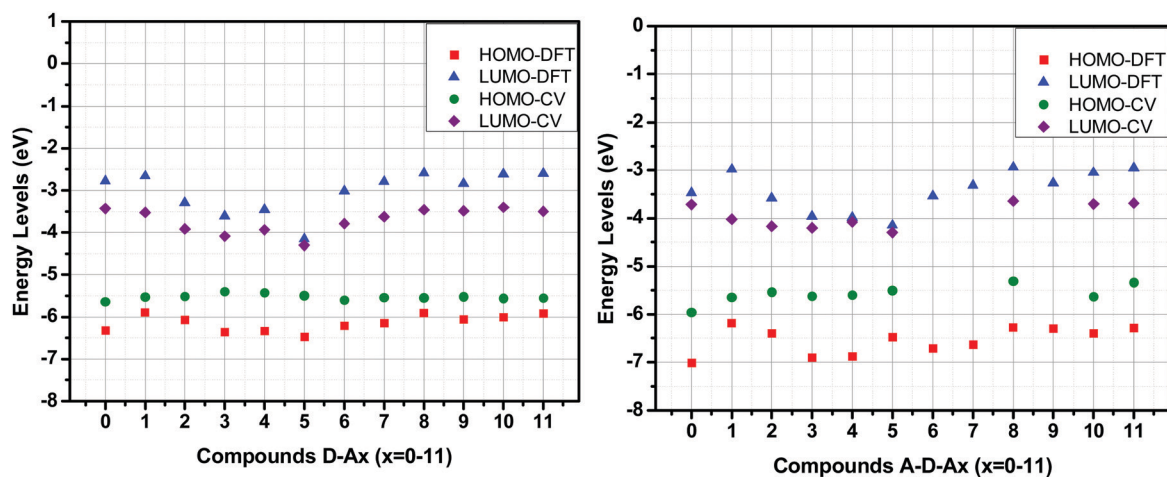 1
0
-1
-2
-3
-4
-5
-6
-7
-8
Energy Levels (eV)
HOMO-DFT
LUMO-DFT
HOMO-CV
LUMO-CV
0 1 2 3 4 5 6 7 8 9 10 11
Compounds D-Ax (x=0-11)
0
-1
-2
-3
-4
-5
-6
-7
-8
Energy Levels (eV)
HOMO-DFT
LUMO-DFT
HOMO-CV
LUMO-CV
0 1 2 3 4 5 6 7 8 9 10 11
Compounds A-D-Ax (x=0-11)